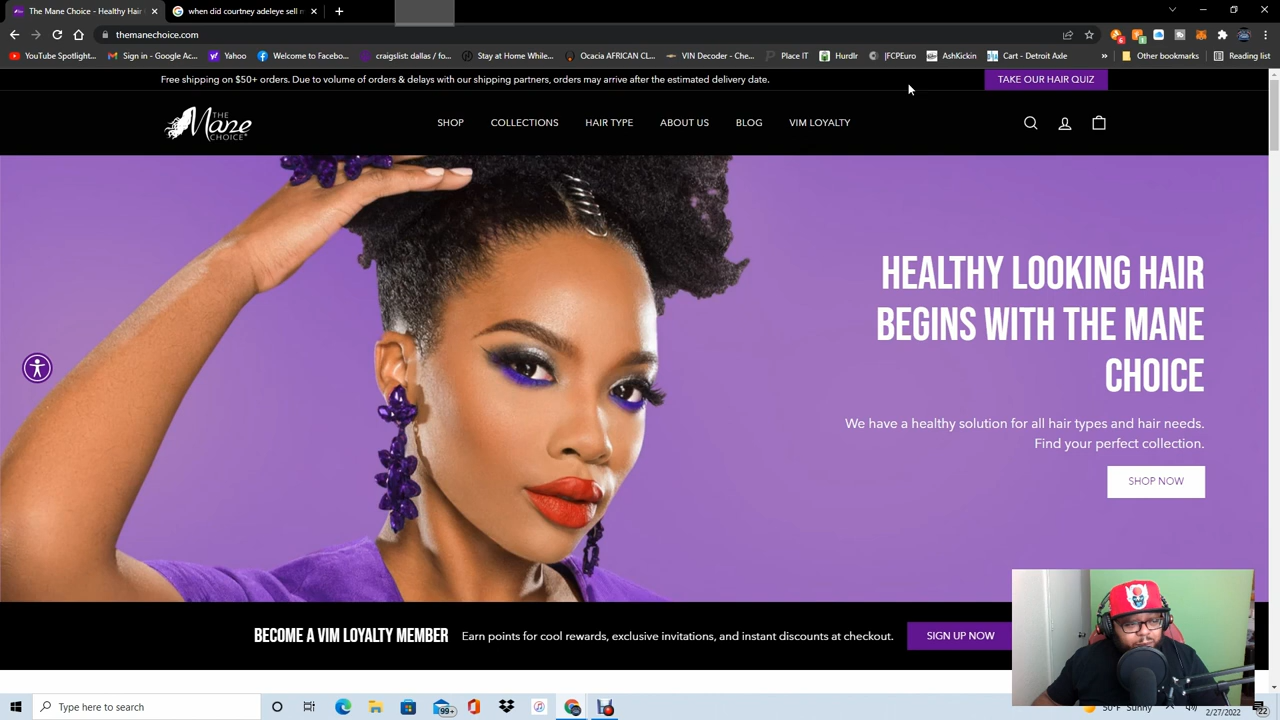 The Mane Choice - Healthy Hair
when did courtney adeleye sell m
themanechoice.com
YouTube Spotlight...
Sign in - Google Ac...
Yahoo
Welcome to Facebo...
craigslist: dallas / fo...
Stay at Home While...
Ocacia AFRICAN CL...
VIN Decoder - Che...
Place IT
Hurdlr
|FCPEuro
AshKickin
Cart - Detroit Axle
»
Other bookmarks
Reading list
Free shipping on $50+ orders. Due to volume of orders & delays with our shipping partners, orders may arrive after the estimated delivery date.
TAKE OUR HAIR QUIZ
THE Mane CHOICE
SHOP
COLLECTIONS
HAIR TYPE
ABOUT US
BLOG
VIM LOYALTY
HEALTHY LOOKING HAIR
BEGINS WITH THE MANE
CHOICE
We have a healthy solution for all hair types and hair needs.
Find your perfect collection.
SHOP NOW
BECOME A VIM LOYALTY MEMBER
Earn points for cool rewards, exclusive invitations, and instant discounts at checkout.
SIGN UP NOW
Type here to search
99+
50°F Sunny
2/27/2022
22